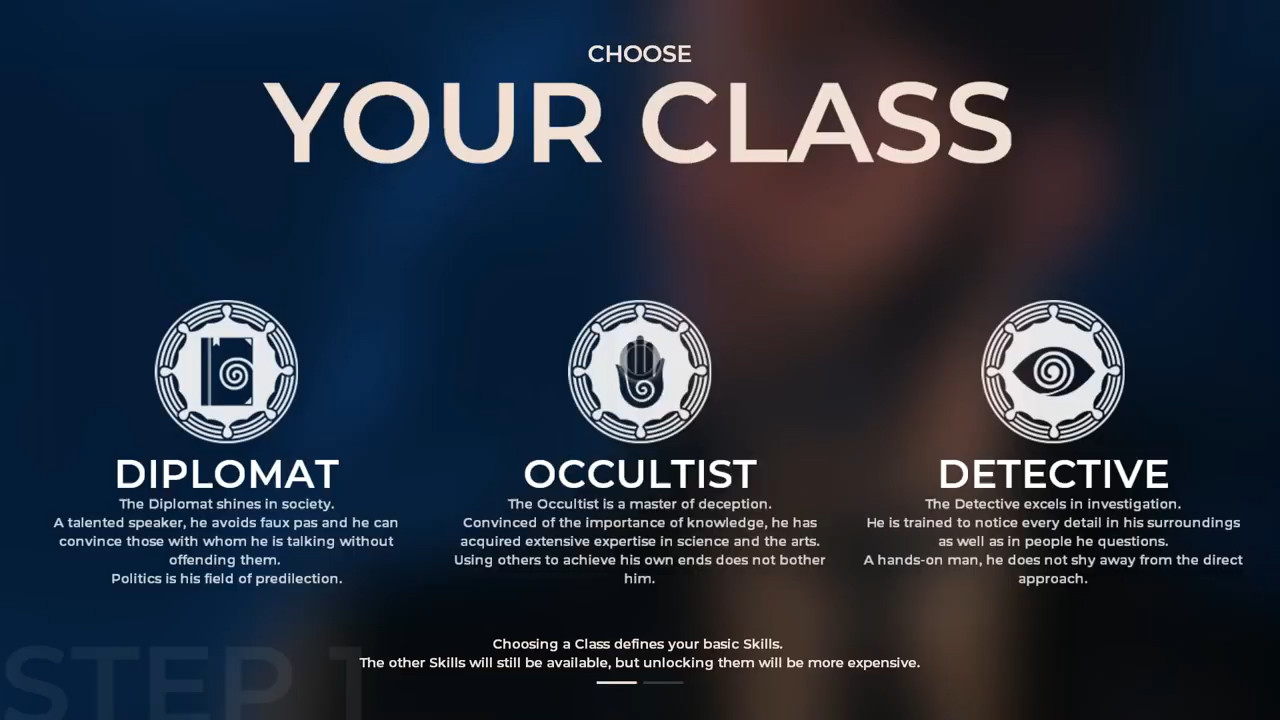 CHOOSE
YOUR CLASS
DIPLOMAT
The Diplomat shines in society.
A talented speaker, he avoids faux pas and he can
convince those with whom he is talking without
offending them.
Politics is his field of predilection.
OCCULTIST
The Occultist is a master of deception.
Convinced of the importance of knowledge, he has
acquired extensive expertise in science and the arts.
Using others to achieve his own ends does not bother
him.
DETECTIVE
The Detective excels in investigation.
He is trained to notice every detail in his surroundings
as well as in people he questions.
A hands-on man, he does not shy away from the direct
approach.
Choosing a Class defines your basic Skills.
The other Skills will still be available, but unlocking them will be more expensive.
STEP 1